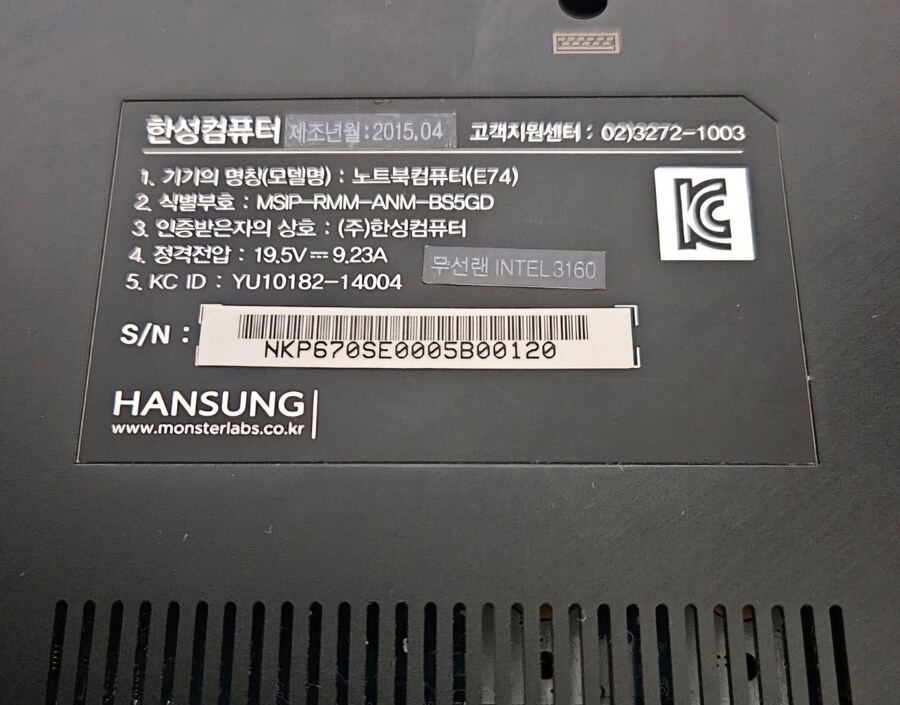 한성컴퓨터 제조년월:2015.04 고객지원센터 : 02)3272-1003
1. 기기의 명칭(모델명) : 노트북컴퓨터(E74)
2. 식별부호 : MSIP-RMM-ANM-BS5GD
3. 인증받은자의 상호 : (주)한성컴퓨터
4. 정격전압 : 19.5V⎓9.23A
무선랜 INTEL 3160
5. KC ID : YU10182-14004
S/N :
NKP670SE0005B00120
HANSUNG
www.monsterlabs.co.kr